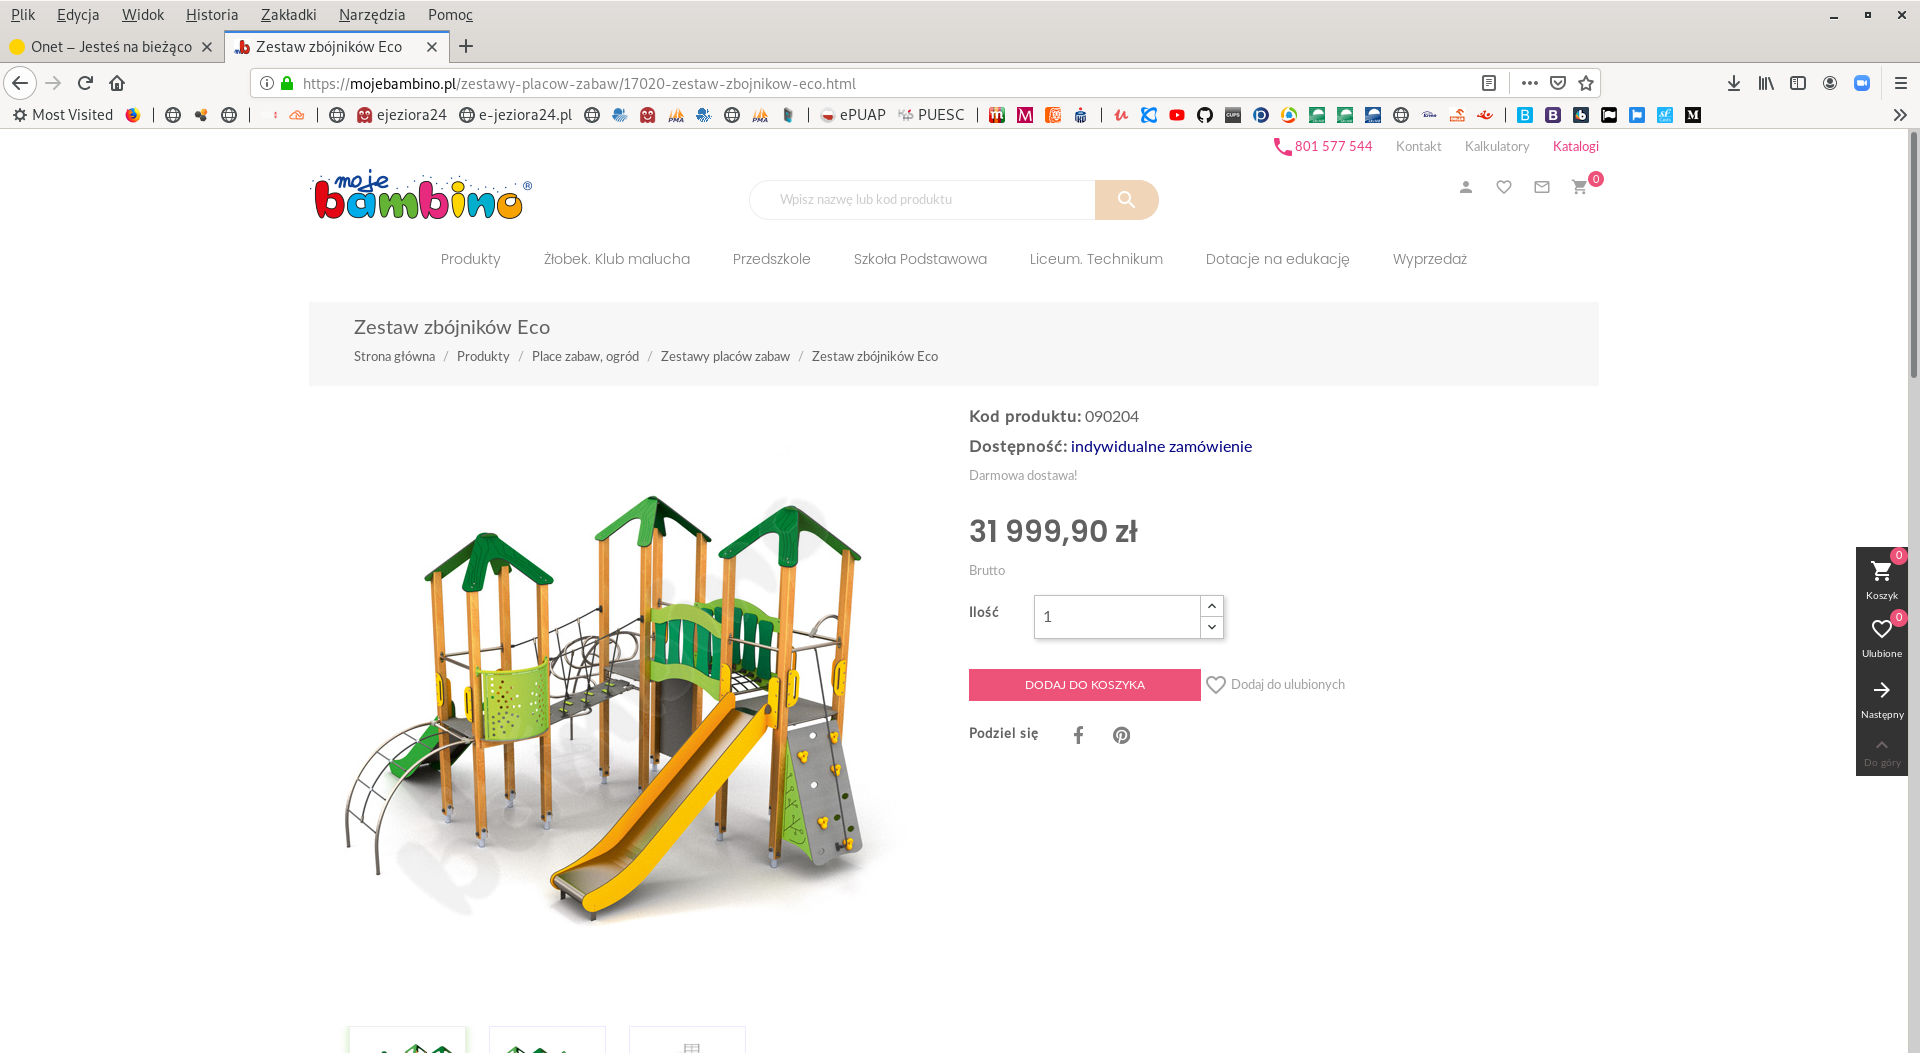 Plik Edycja Widok Historia Zakładki Narzędzia Pomoc
Onet – Jesteś na bieżąco
Zestaw zbójników Eco
https://mojebambino.pl/zestawy-placow-zabaw/17020-zestaw-zbojnikow-eco.html
Most Visited ejeziora24 e-jeziora24.pl ePUAP PUESC
801 577 544 Kontakt Kalkulatory Katalogi
moje
bambino®
Wpisz nazwę lub kod produktu
0
Produkty Żłobek. Klub malucha Przedszkole Szkoła Podstawowa Liceum. Technikum Dotacje na edukację Wyprzedaż
Zestaw zbójników Eco
Strona główna / Produkty / Place zabaw, ogród / Zestawy placów zabaw / Zestaw zbójników Eco
Kod produktu: 090204
Dostępność: indywidualne zamówienie
Darmowa dostawa!
31 999,90 zł
Brutto
Ilość 1
DODAJ DO KOSZYKA Dodaj do ulubionych
Podziel się
0
Koszyk
0
Ulubione
Następny
Do góry